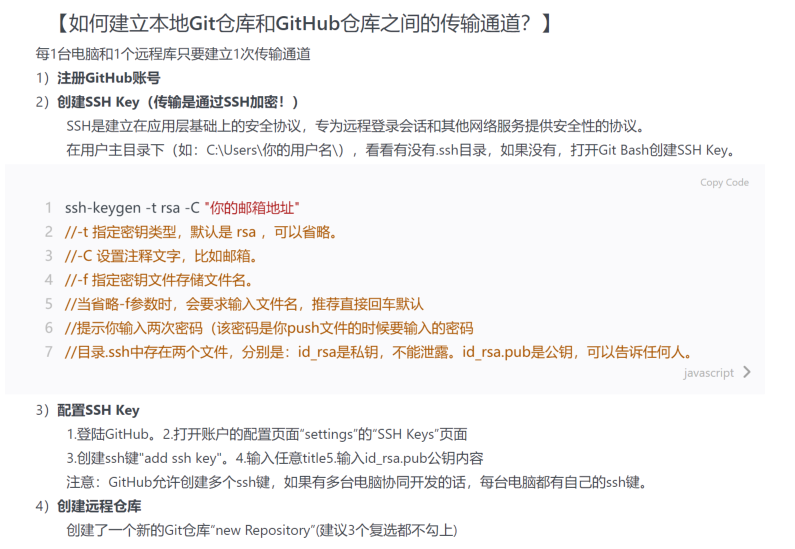 【如何建立本地Git仓库和GitHub仓库之间的传输通道？】
每1台电脑和1个远程库只要建立1次传输通道
1）注册GitHub账号
2）创建SSH Key（传输是通过SSH加密！)
SSH是建立在应用层基础上的安全协议，专为远程登录会话和其他网络服务提供安全性的协议。
在用户主目录下（如：C:\Users\你的用户名\），看看有没有.ssh目录，如果没有，打开Git Bash创建SSH Key。
Copy Code
1 ssh-keygen -t rsa -C "你的邮箱地址"
2 //-t 指定密钥类型，默认是 rsa ，可以省略。
3 //-C 设置注释文字，比如邮箱。
4 //-f 指定密钥文件存储文件名。
5 //当省略-f参数时，会要求输入文件名，推荐直接回车默认
6 //提示你输入两次密码（该密码是你push文件的时候要输入的密码
7 //目录.ssh中存在两个文件，分别是：id_rsa是私钥，不能泄露。id_rsa.pub是公钥，可以告诉任何人。
javascript
3）配置SSH Key
1.登陆GitHub。2.打开账户的配置页面“settings”的“SSH Keys”页面
3.创建ssh键"add ssh key"。4.输入任意title5.输入id_rsa.pub公钥内容
注意：GitHub允许创建多个ssh键，如果有多台电脑协同开发的话，每台电脑都有自己的ssh键。
4）创建远程仓库
创建了一个新的Git仓库“new Repository”(建议3个复选都不勾上)